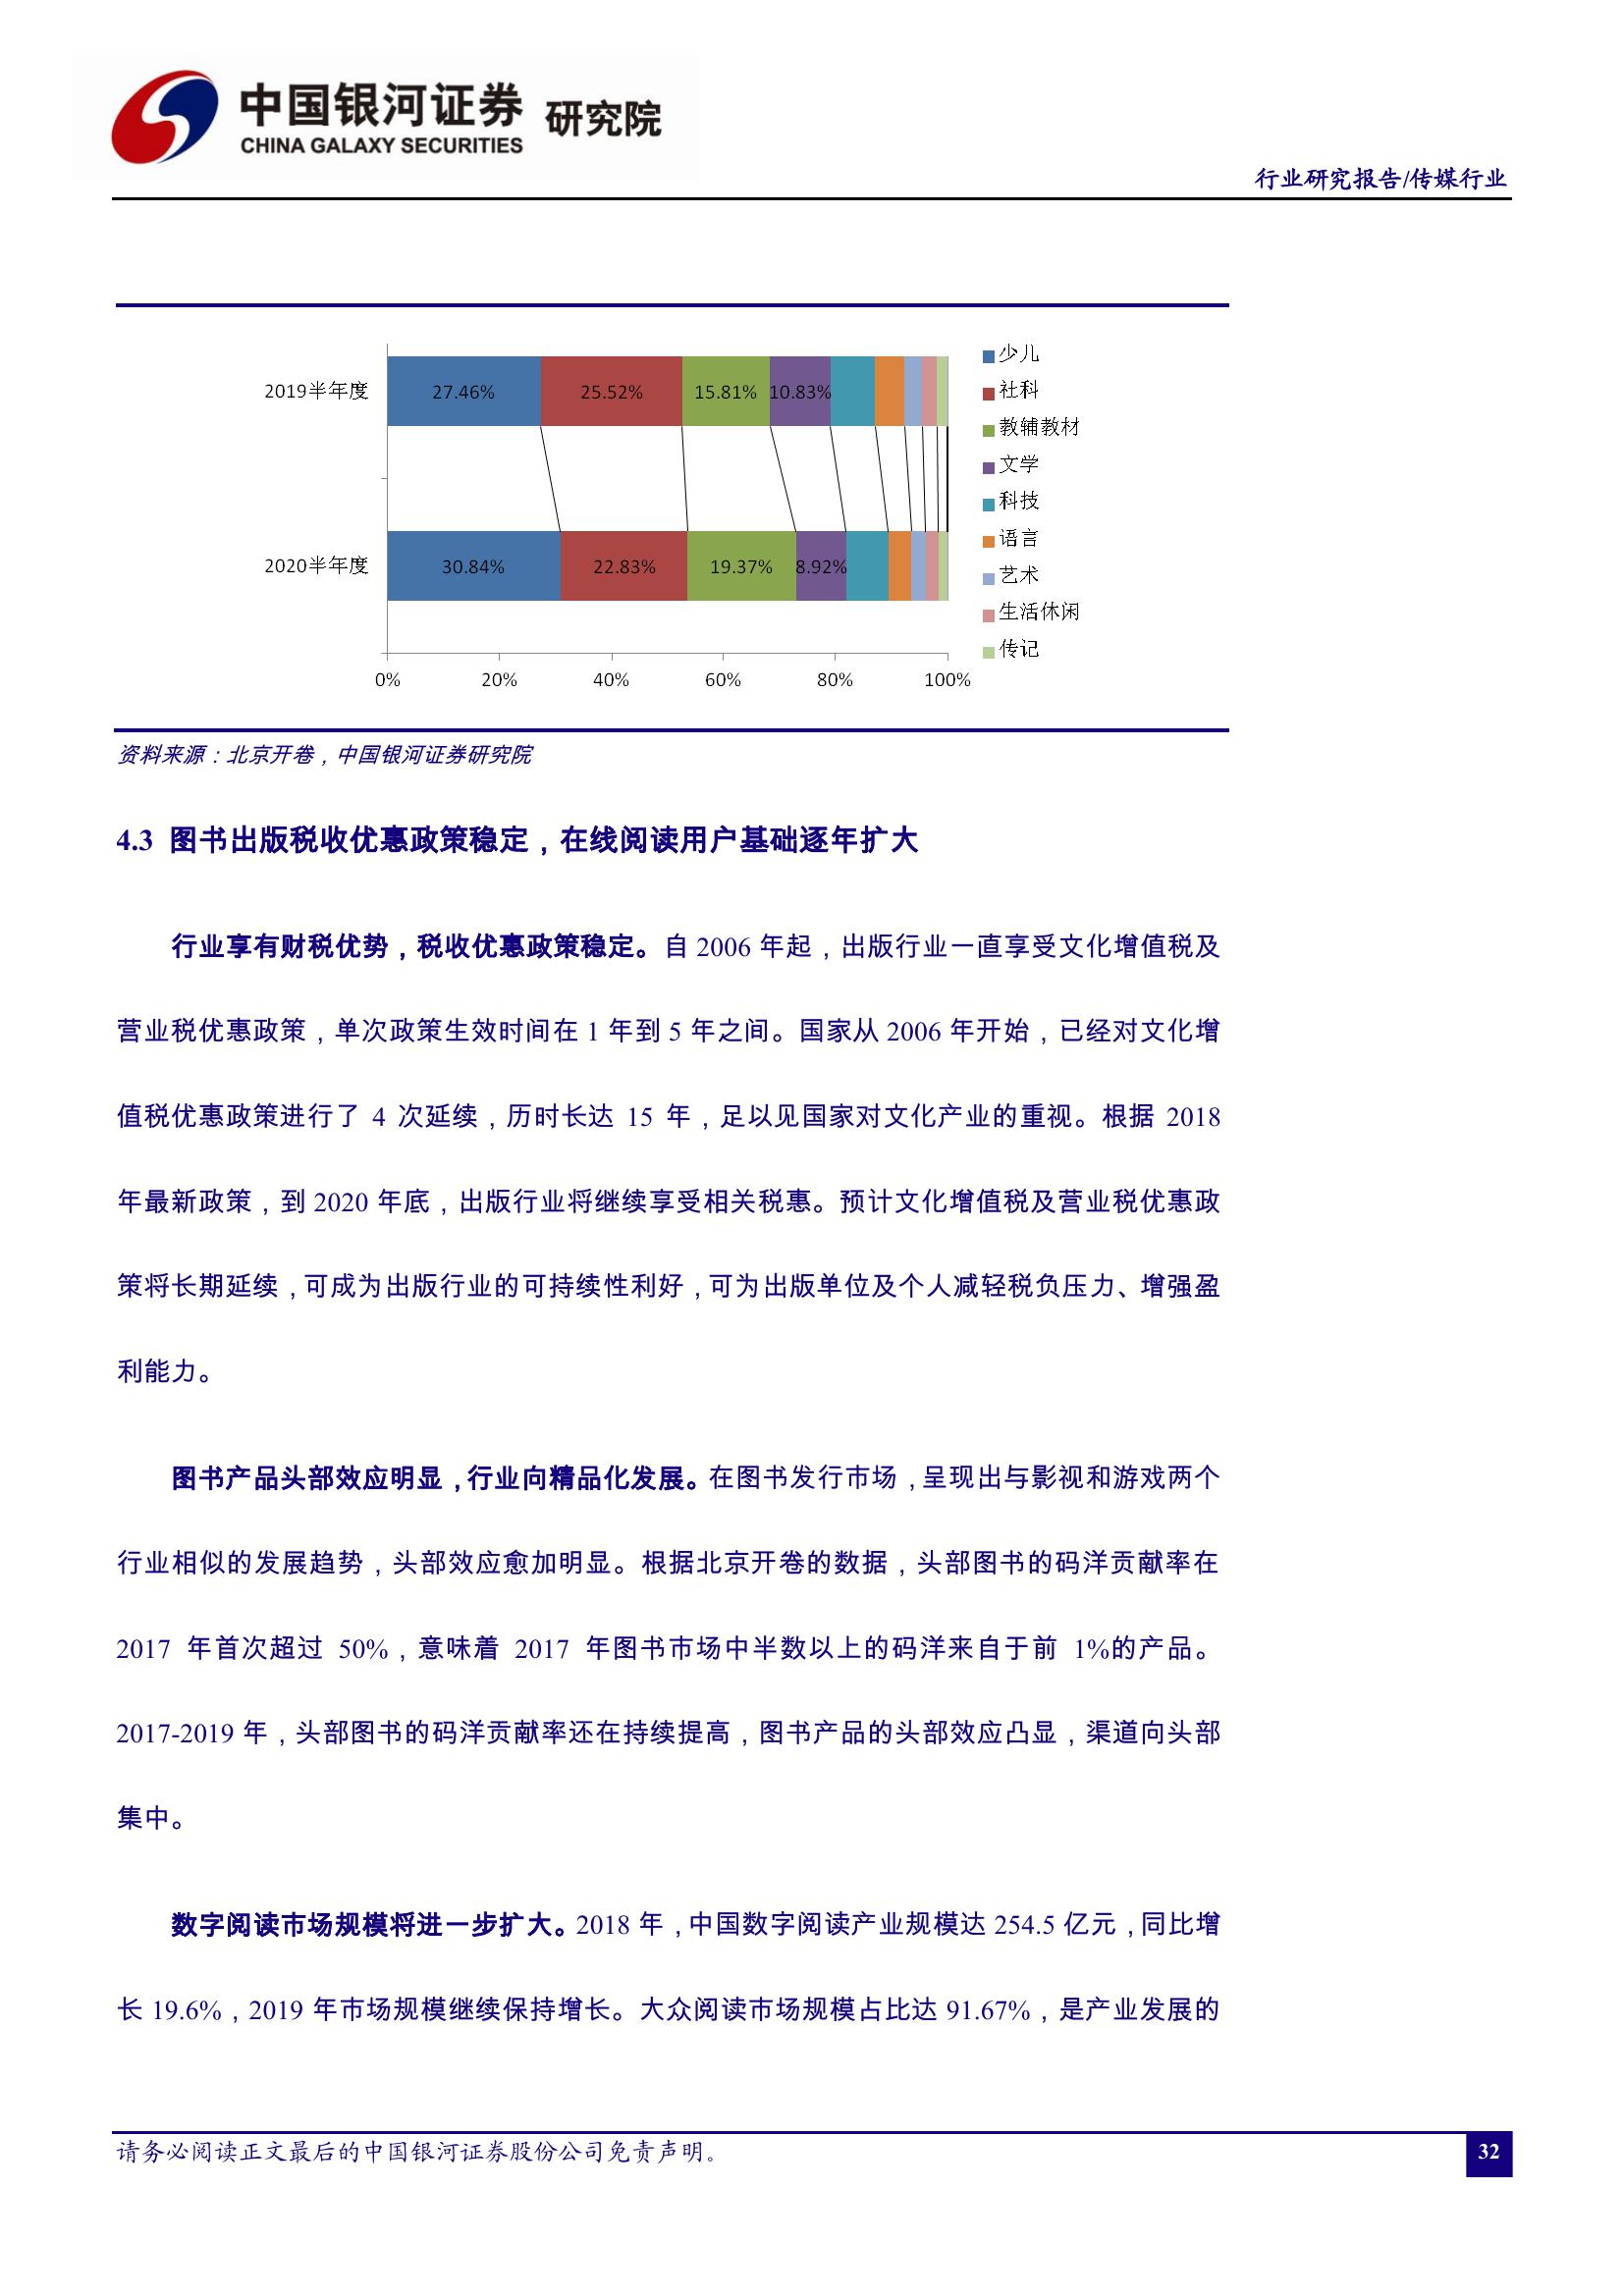 中国银河证券 研究院
CHINA GALAXY SECURITIES
行业研究报告/传媒行业
2019半年度
27.46%
25.52%
15.81%
10.83%
2020半年度
30.84%
22.83%
19.37%
8.92%
0%
20%
40%
60%
80%
100%
少儿
社科
教辅教材
文学
科技
语言
艺术
生活休闲
传记
资料来源：北京开卷，中国银河证券研究院
4.3 图书出版税收优惠政策稳定，在线阅读用户基础逐年扩大
行业享有财税优势，税收优惠政策稳定。自 2006 年起，出版行业一直享受文化增值税及
营业税优惠政策，单次政策生效时间在 1 年到 5 年之间。国家从 2006 年开始，已经对文化增
值税优惠政策进行了 4 次延续，历时长达 15 年，足以见国家对文化产业的重视。根据 2018
年最新政策，到 2020 年底，出版行业将继续享受相关税惠。预计文化增值税及营业税优惠政
策将长期延续，可成为出版行业的可持续性利好，可为出版单位及个人减轻税负压力、增强盈
利能力。
图书产品头部效应明显，行业向精品化发展。在图书发行市场，呈现出与影视和游戏两个
行业相似的发展趋势，头部效应愈加明显。根据北京开卷的数据，头部图书的码洋贡献率在
2017 年首次超过 50%，意味着 2017 年图书市场中半数以上的码洋来自于前 1%的产品。
2017-2019 年，头部图书的码洋贡献率还在持续提高，图书产品的头部效应凸显，渠道向头部
集中。
数字阅读市场规模将进一步扩大。2018 年，中国数字阅读产业规模达 254.5 亿元，同比增
长 19.6%，2019 年市场规模继续保持增长。大众阅读市场规模占比达 91.67%，是产业发展的
请务必阅读正文最后的中国银河证券股份公司免责声明。
32